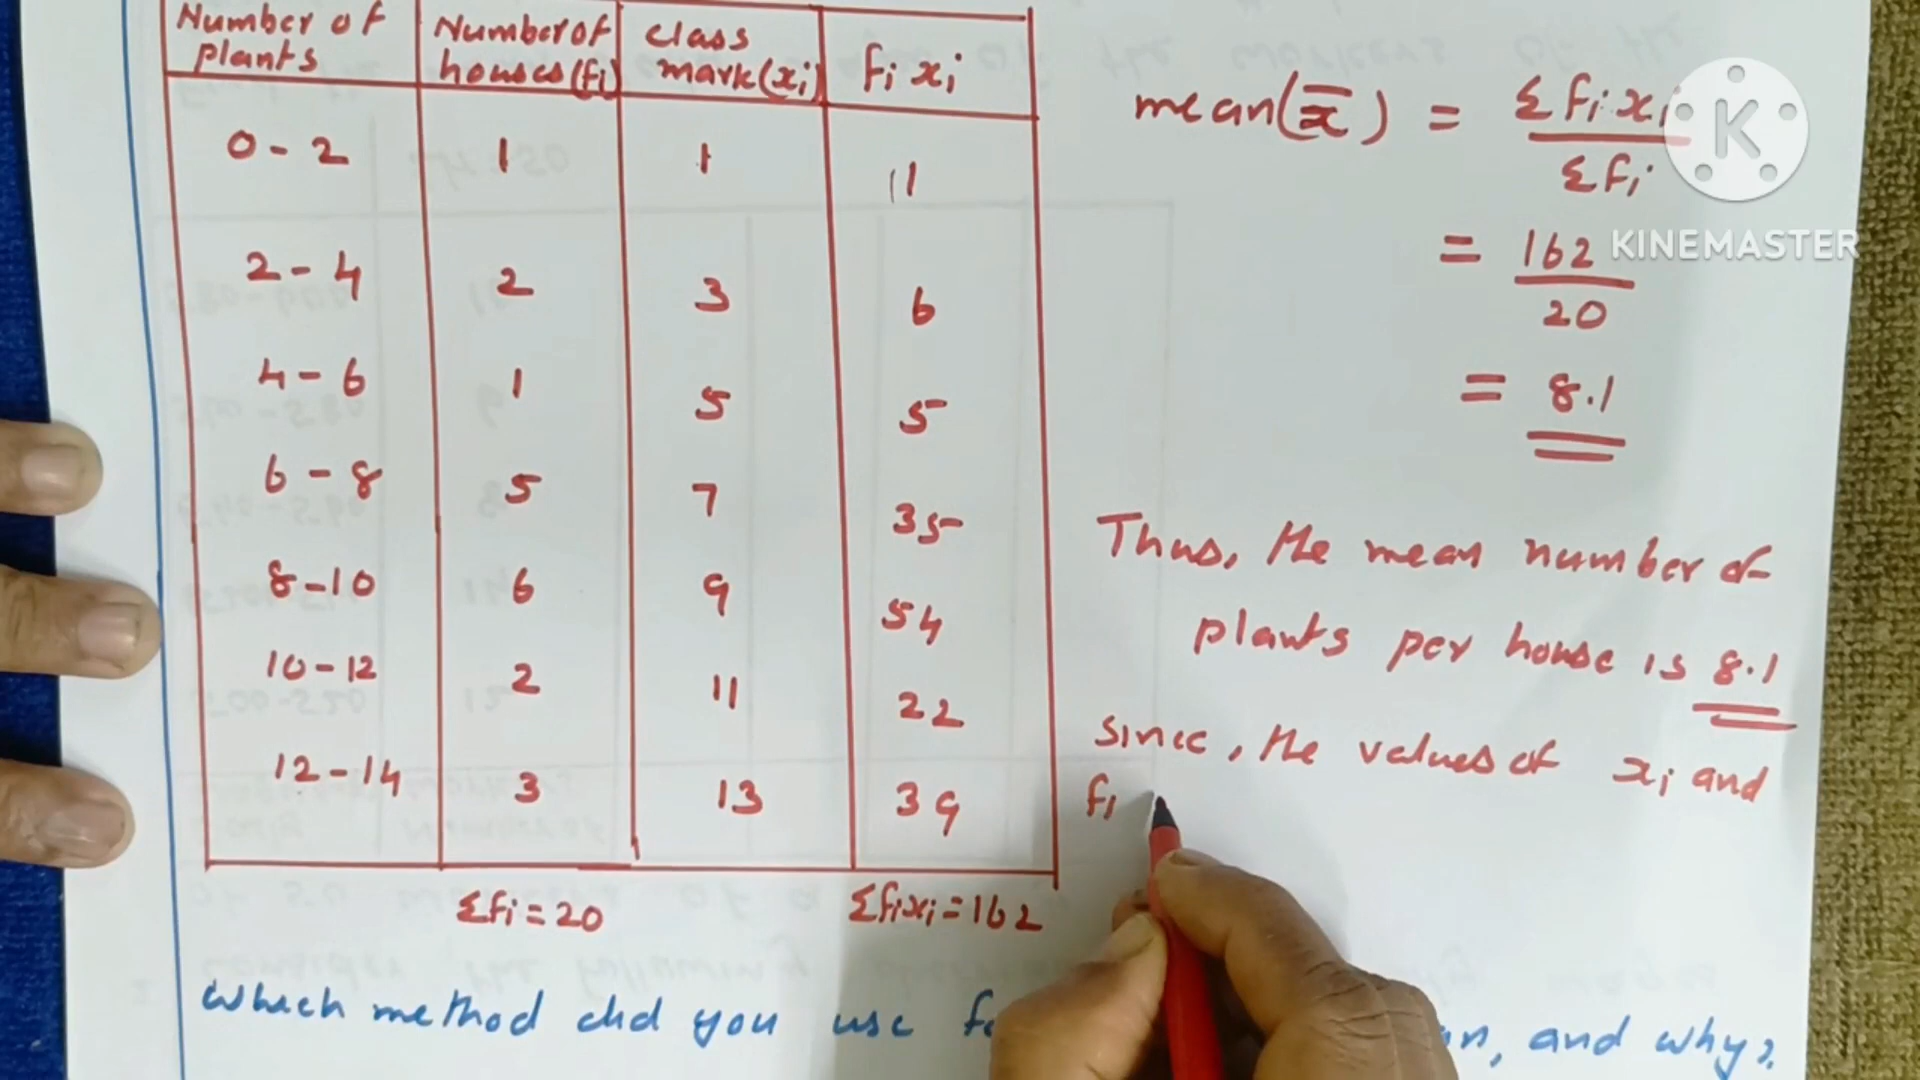 Number of plants | Number of houses (fi) | class mark (xi) | fi xi
0 - 2 | 1 | 1 | 1
2 - 4 | 2 | 3 | 6
4 - 6 | 1 | 5 | 5
6 - 8 | 5 | 7 | 35
8 - 10 | 6 | 9 | 54
10 - 12 | 2 | 11 | 22
12 - 14 | 3 | 13 | 39
Σfi = 20 | Σfixi = 162
mean (x̄) = Σ fi xi / Σ fi
= 162 / 20
= 8.1
Thus, the mean number of
plants per house is 8.1
since, the values of xi and
fi
which method did you use and why?
K
KINEMASTER